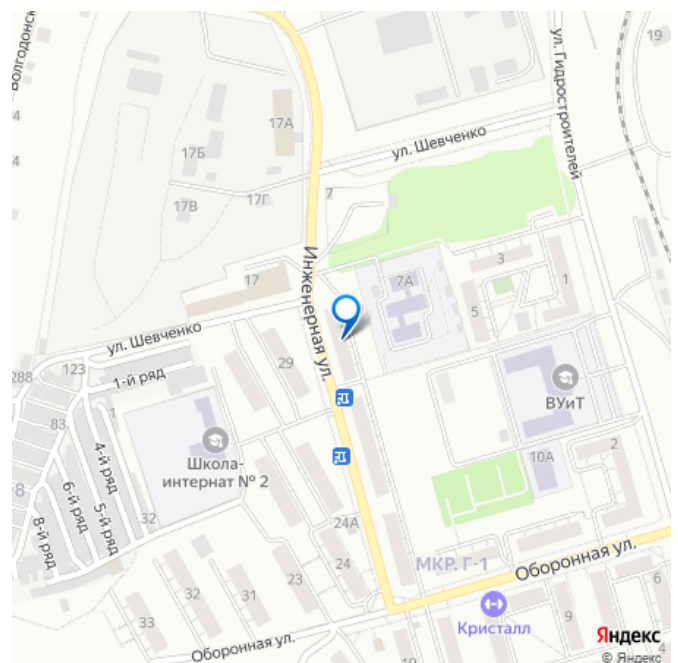 Волгодонск
ул. Гидростроителей
19
17А
ул. Шевченко
17Б
17В
17Г
7
Инженерная ул.
17
7А
3
1
5
ул. Шевченко
288
123
1-й ряд
29
1
83
4-й ряд
Школа-
интернат № 2
ВУиТ
8
6-й ряд
5-й ряд
8-й ряд
32
10А
2
24А
МКР. Г-1
Оборонная ул.
33
32
31
23
24
Кристалл
9
6
4
Оборонная ул.
Яндекс
© Яндекс